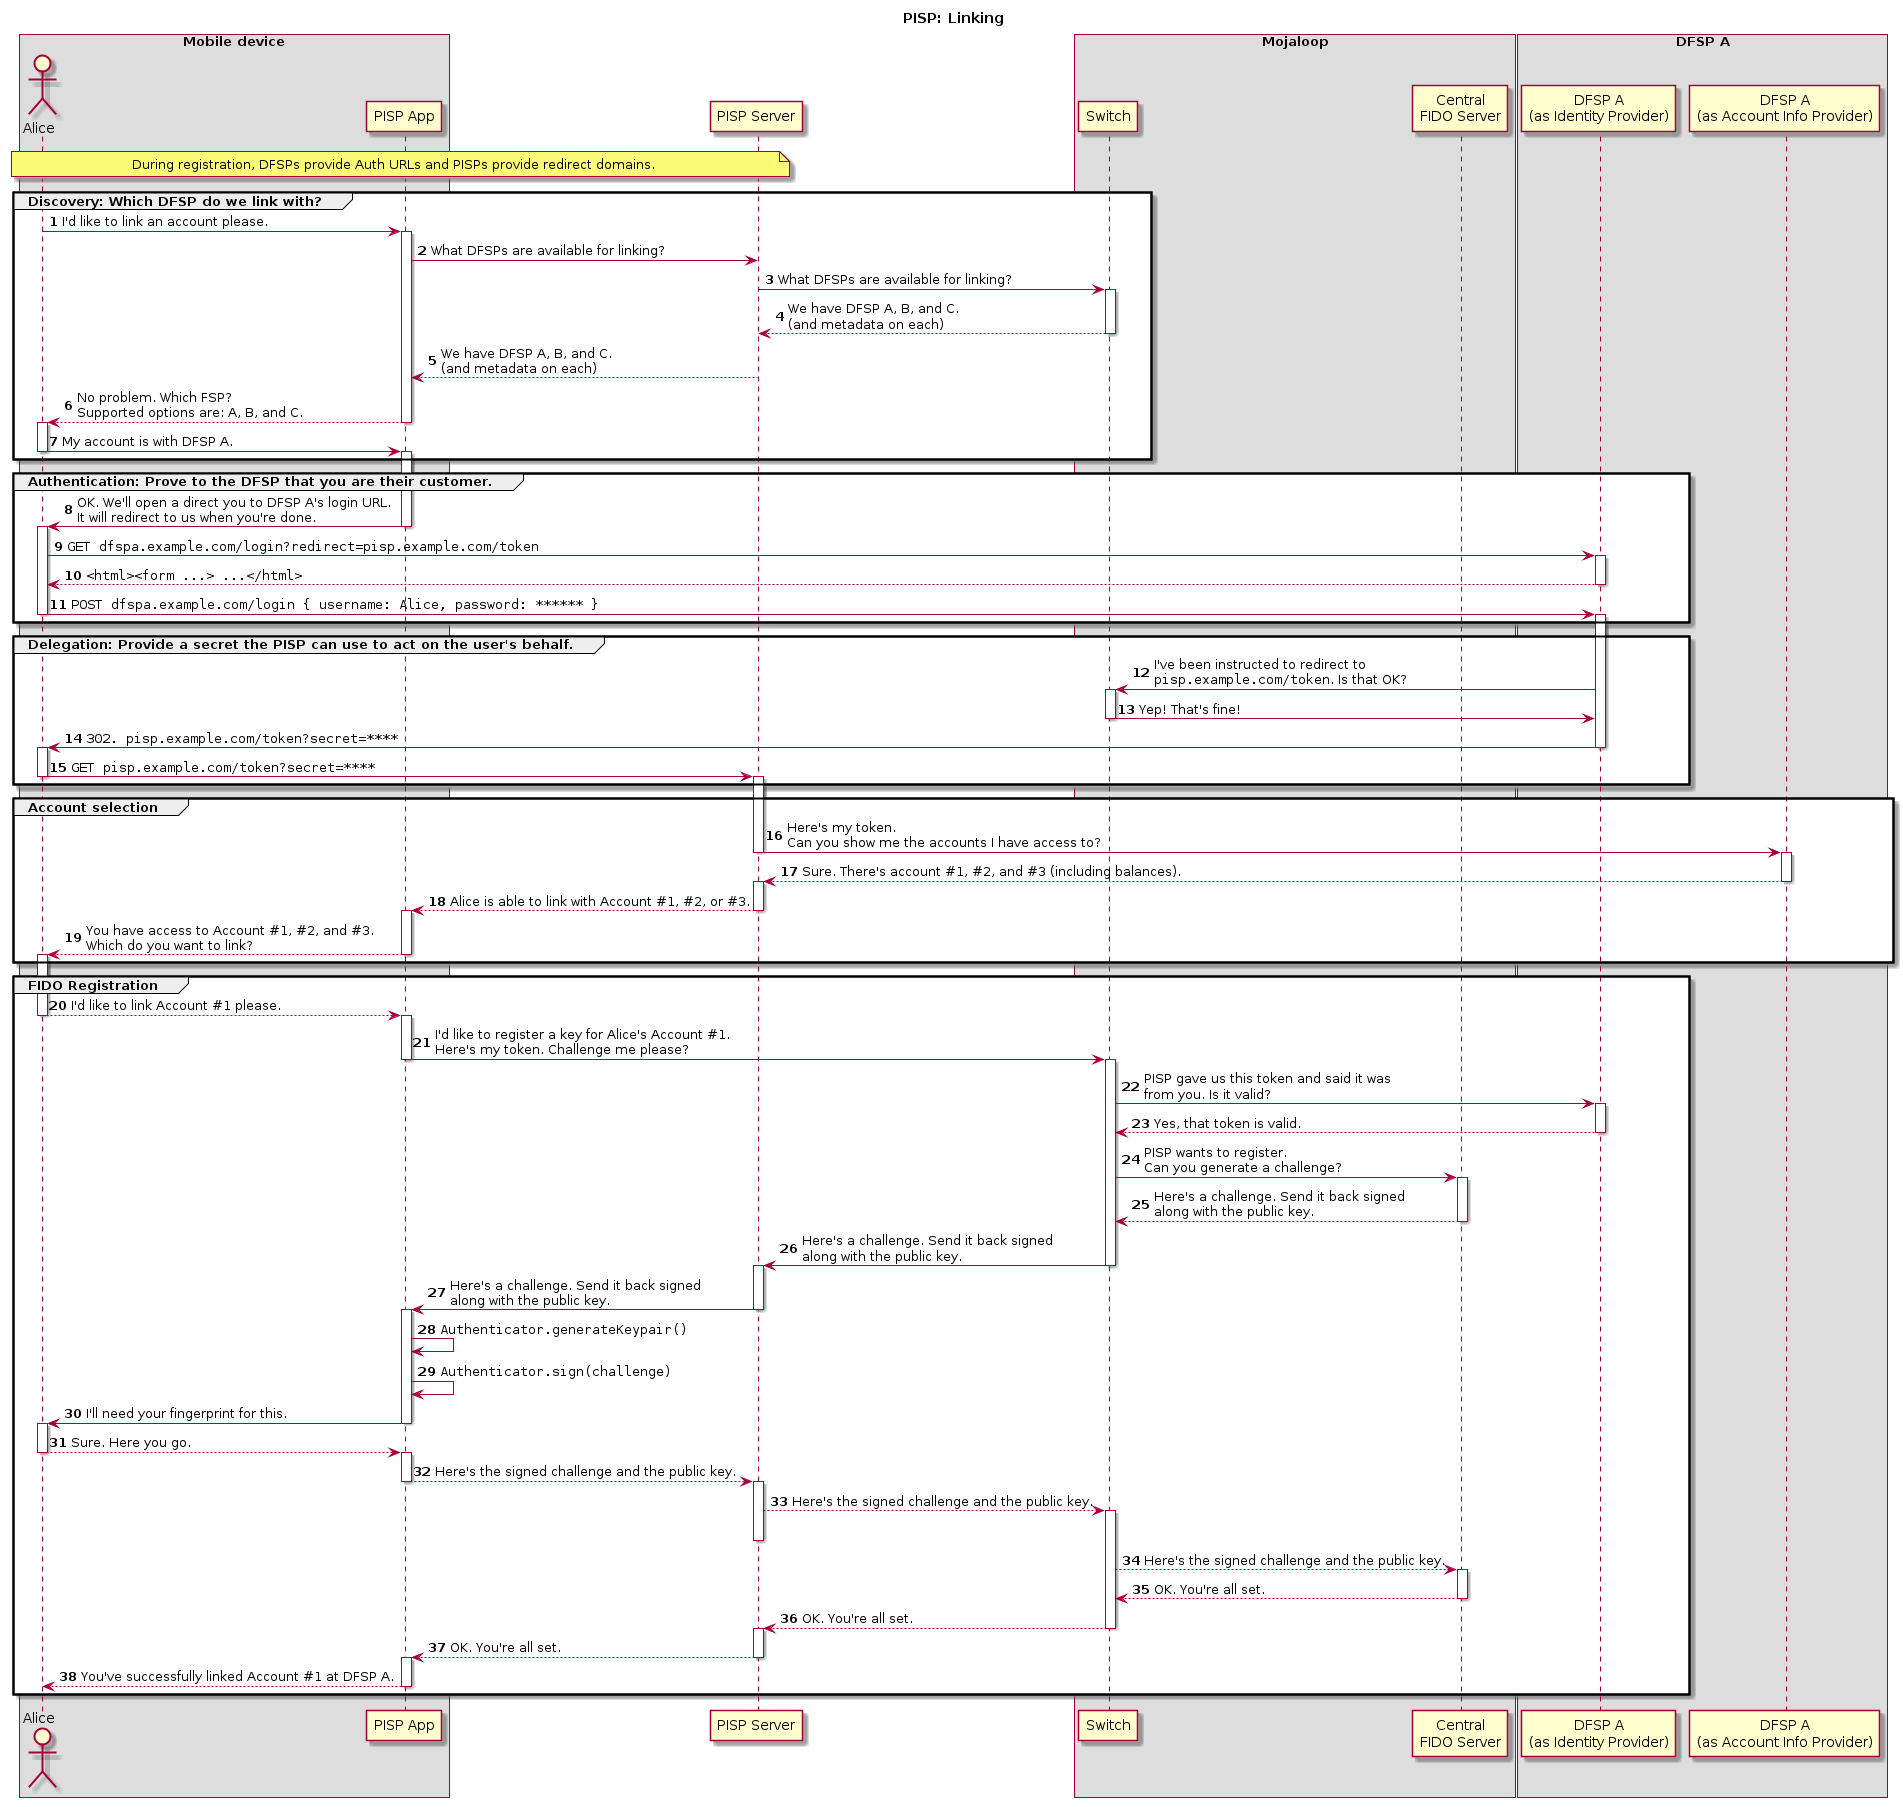 PISP: Linking
Mobile device
Mojaloop
DFSP A
Alice
PISP App
PISP Server
Switch
Central
FIDO Server
DFSP A
(as Identity Provider)
DFSP A
(as Account Info Provider)
During registration, DFSPs provide Auth URLs and PISPs provide redirect domains.
Discovery: Which DFSP do we link with?
1 I'd like to link an account please.
2 What DFSPs are available for linking?
3 What DFSPs are available for linking?
4 We have DFSP A, B, and C.
(and metadata on each)
5 We have DFSP A, B, and C.
(and metadata on each)
6 No problem. Which FSP?
Supported options are: A, B, and C.
7 My account is with DFSP A.
Authentication: Prove to the DFSP that you are their customer.
8 OK. We'll open a direct you to DFSP A's login URL.
It will redirect to us when you're done.
9 GET dfspa.example.com/login?redirect=pisp.example.com/token
10 <html><form ...> ...</html>
11 POST dfspa.example.com/login { username: Alice, password: ****** }
Delegation: Provide a secret the PISP can use to act on the user's behalf.
12 I've been instructed to redirect to
pisp.example.com/token. Is that OK?
13 Yep! That's fine!
14 302. pisp.example.com/token?secret=****
15 GET pisp.example.com/token?secret=****
Account selection
16 Here's my token.
Can you show me the accounts I have access to?
17 Sure. There's account #1, #2, and #3 (including balances).
18 Alice is able to link with Account #1, #2, or #3.
19 You have access to Account #1, #2, and #3.
Which do you want to link?
FIDO Registration
20 I'd like to link Account #1 please.
21 I'd like to register a key for Alice's Account #1.
Here's my token. Challenge me please?
22 PISP gave us this token and said it was
from you. Is it valid?
23 Yes, that token is valid.
24 PISP wants to register.
Can you generate a challenge?
25 Here's a challenge. Send it back signed
along with the public key.
26 Here's a challenge. Send it back signed
along with the public key.
27 Here's a challenge. Send it back signed
along with the public key.
28 Authenticator.generateKeypair()
29 Authenticator.sign(challenge)
30 I'll need your fingerprint for this.
31 Sure. Here you go.
32 Here's the signed challenge and the public key.
33 Here's the signed challenge and the public key.
34 Here's the signed challenge and the public key.
35 OK. You're all set.
36 OK. You're all set.
37 OK. You're all set.
38 You've successfully linked Account #1 at DFSP A.
Alice
PISP App
PISP Server
Switch
Central
FIDO Server
DFSP A
(as Identity Provider)
DFSP A
(as Account Info Provider)